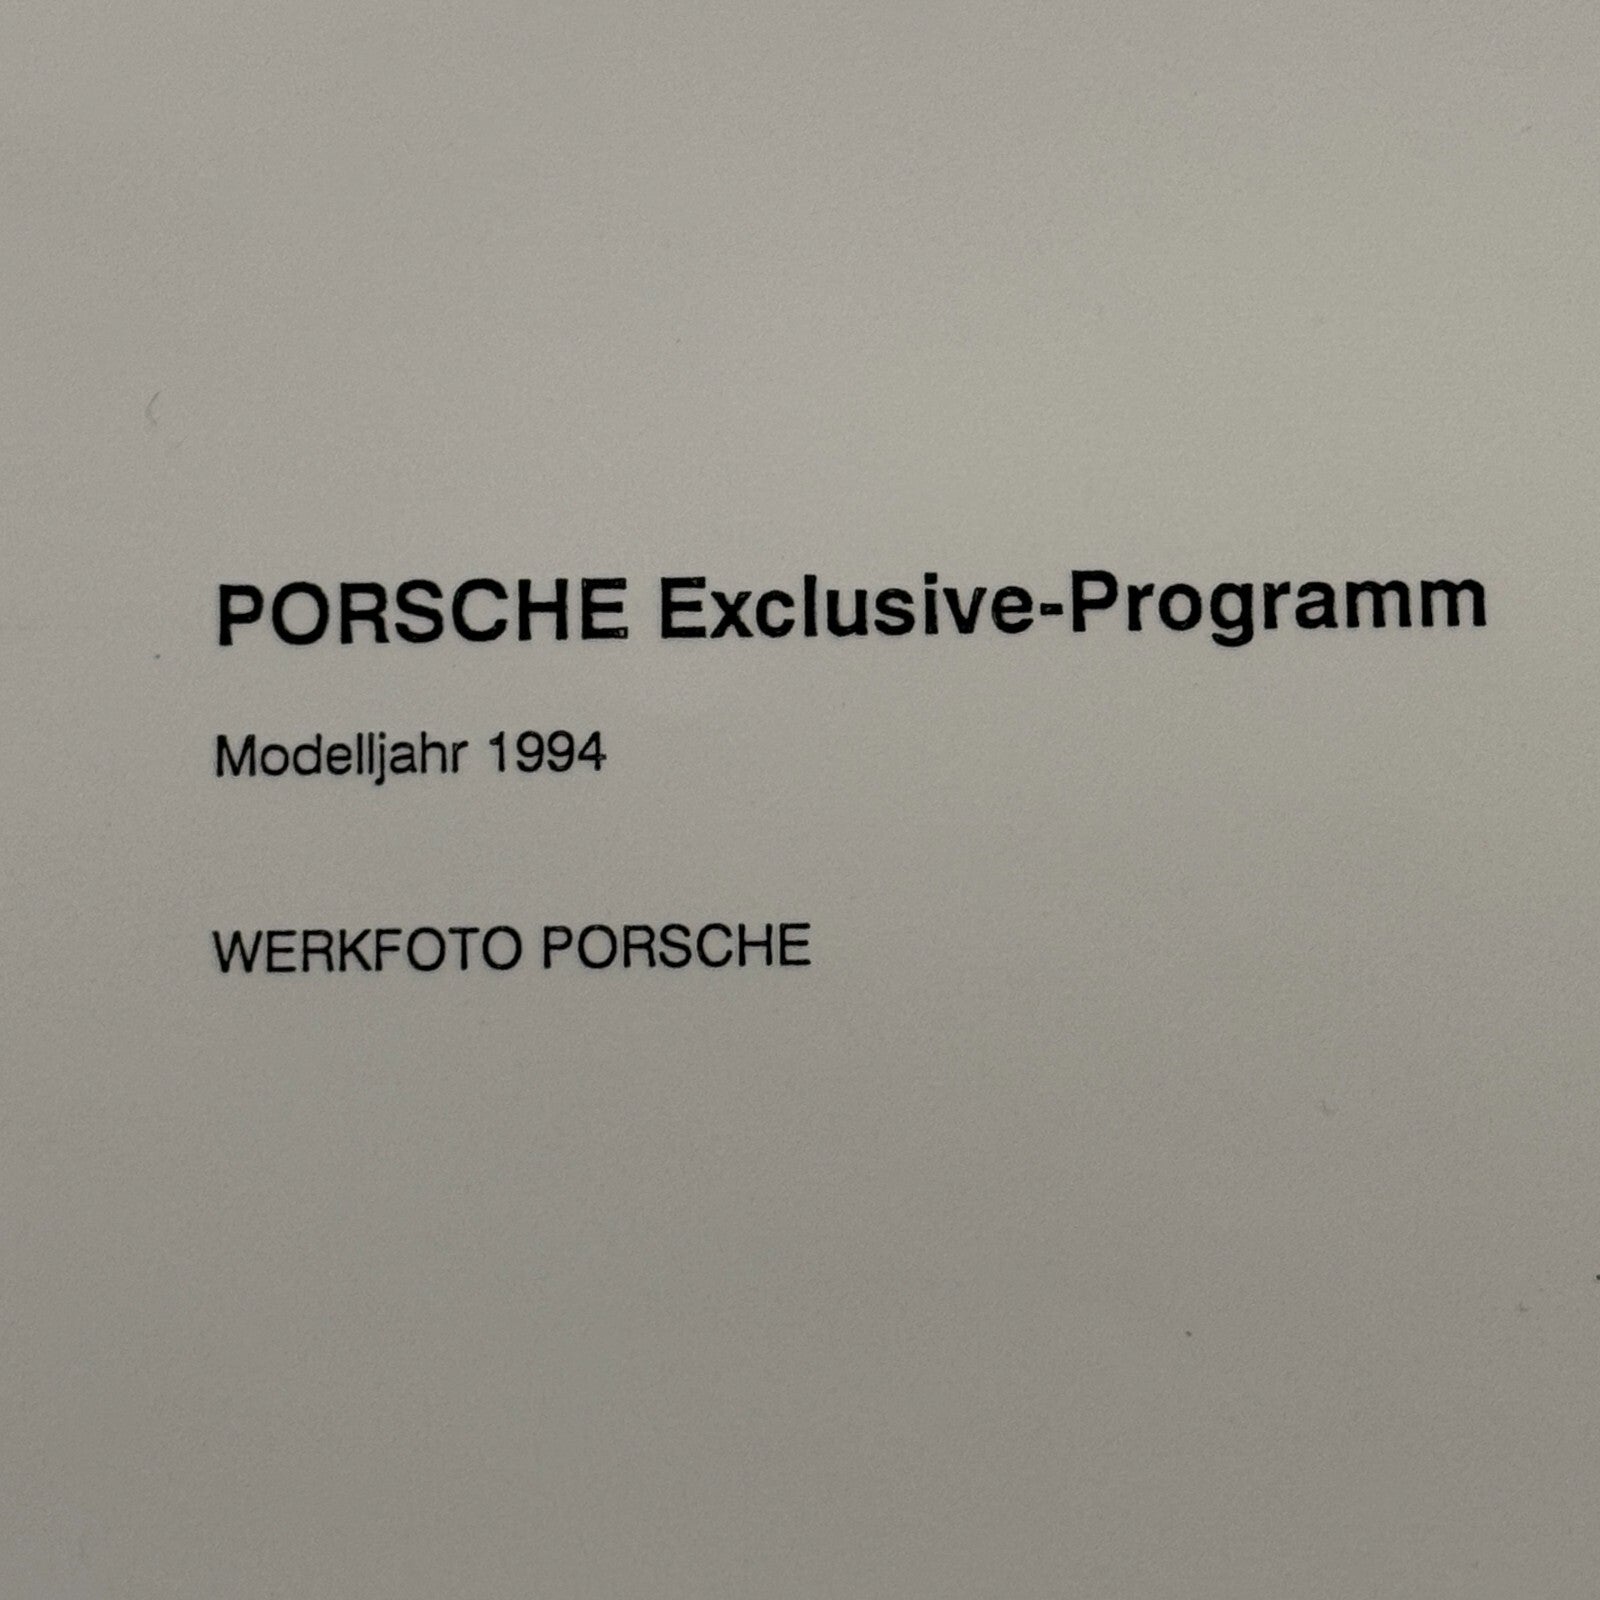 PORSCHE Exclusive-Programm
Modelljahr 1994
WERKFOTO PORSCHE